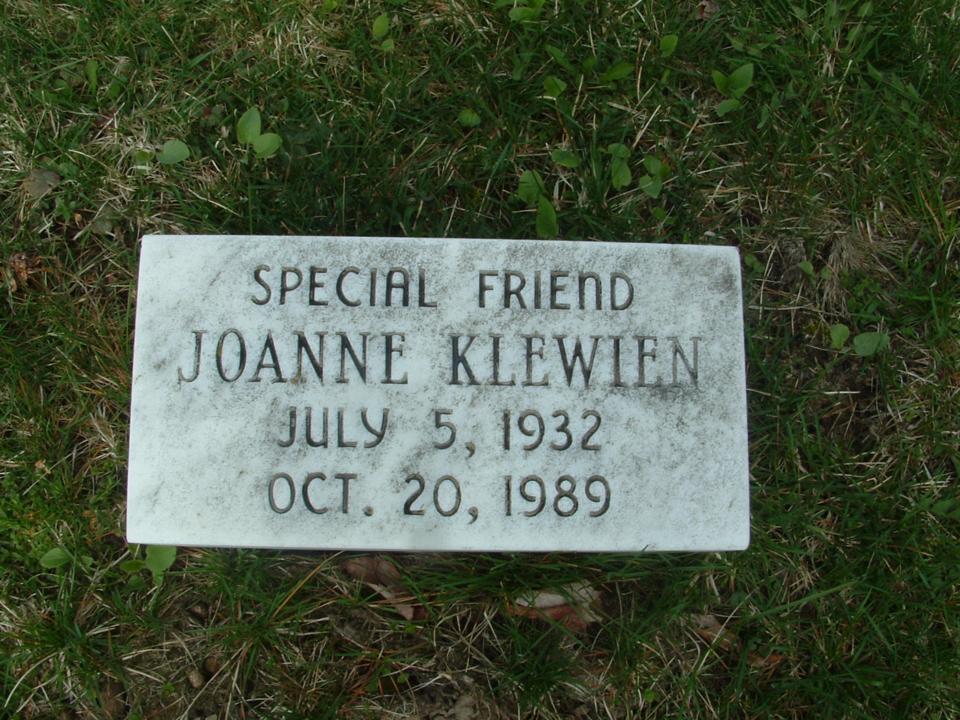 SPECIAL FRIEND
JOANNE KLEWIEN
JULY 5, 1932
OCT. 20, 1989